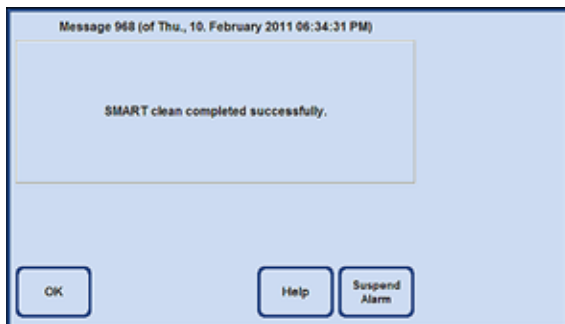 Message 968 (of Thu., 10. February 2011 06:34:31 PM)
SMART clean completed successfully.
OK
Help
Suspend
Alarm